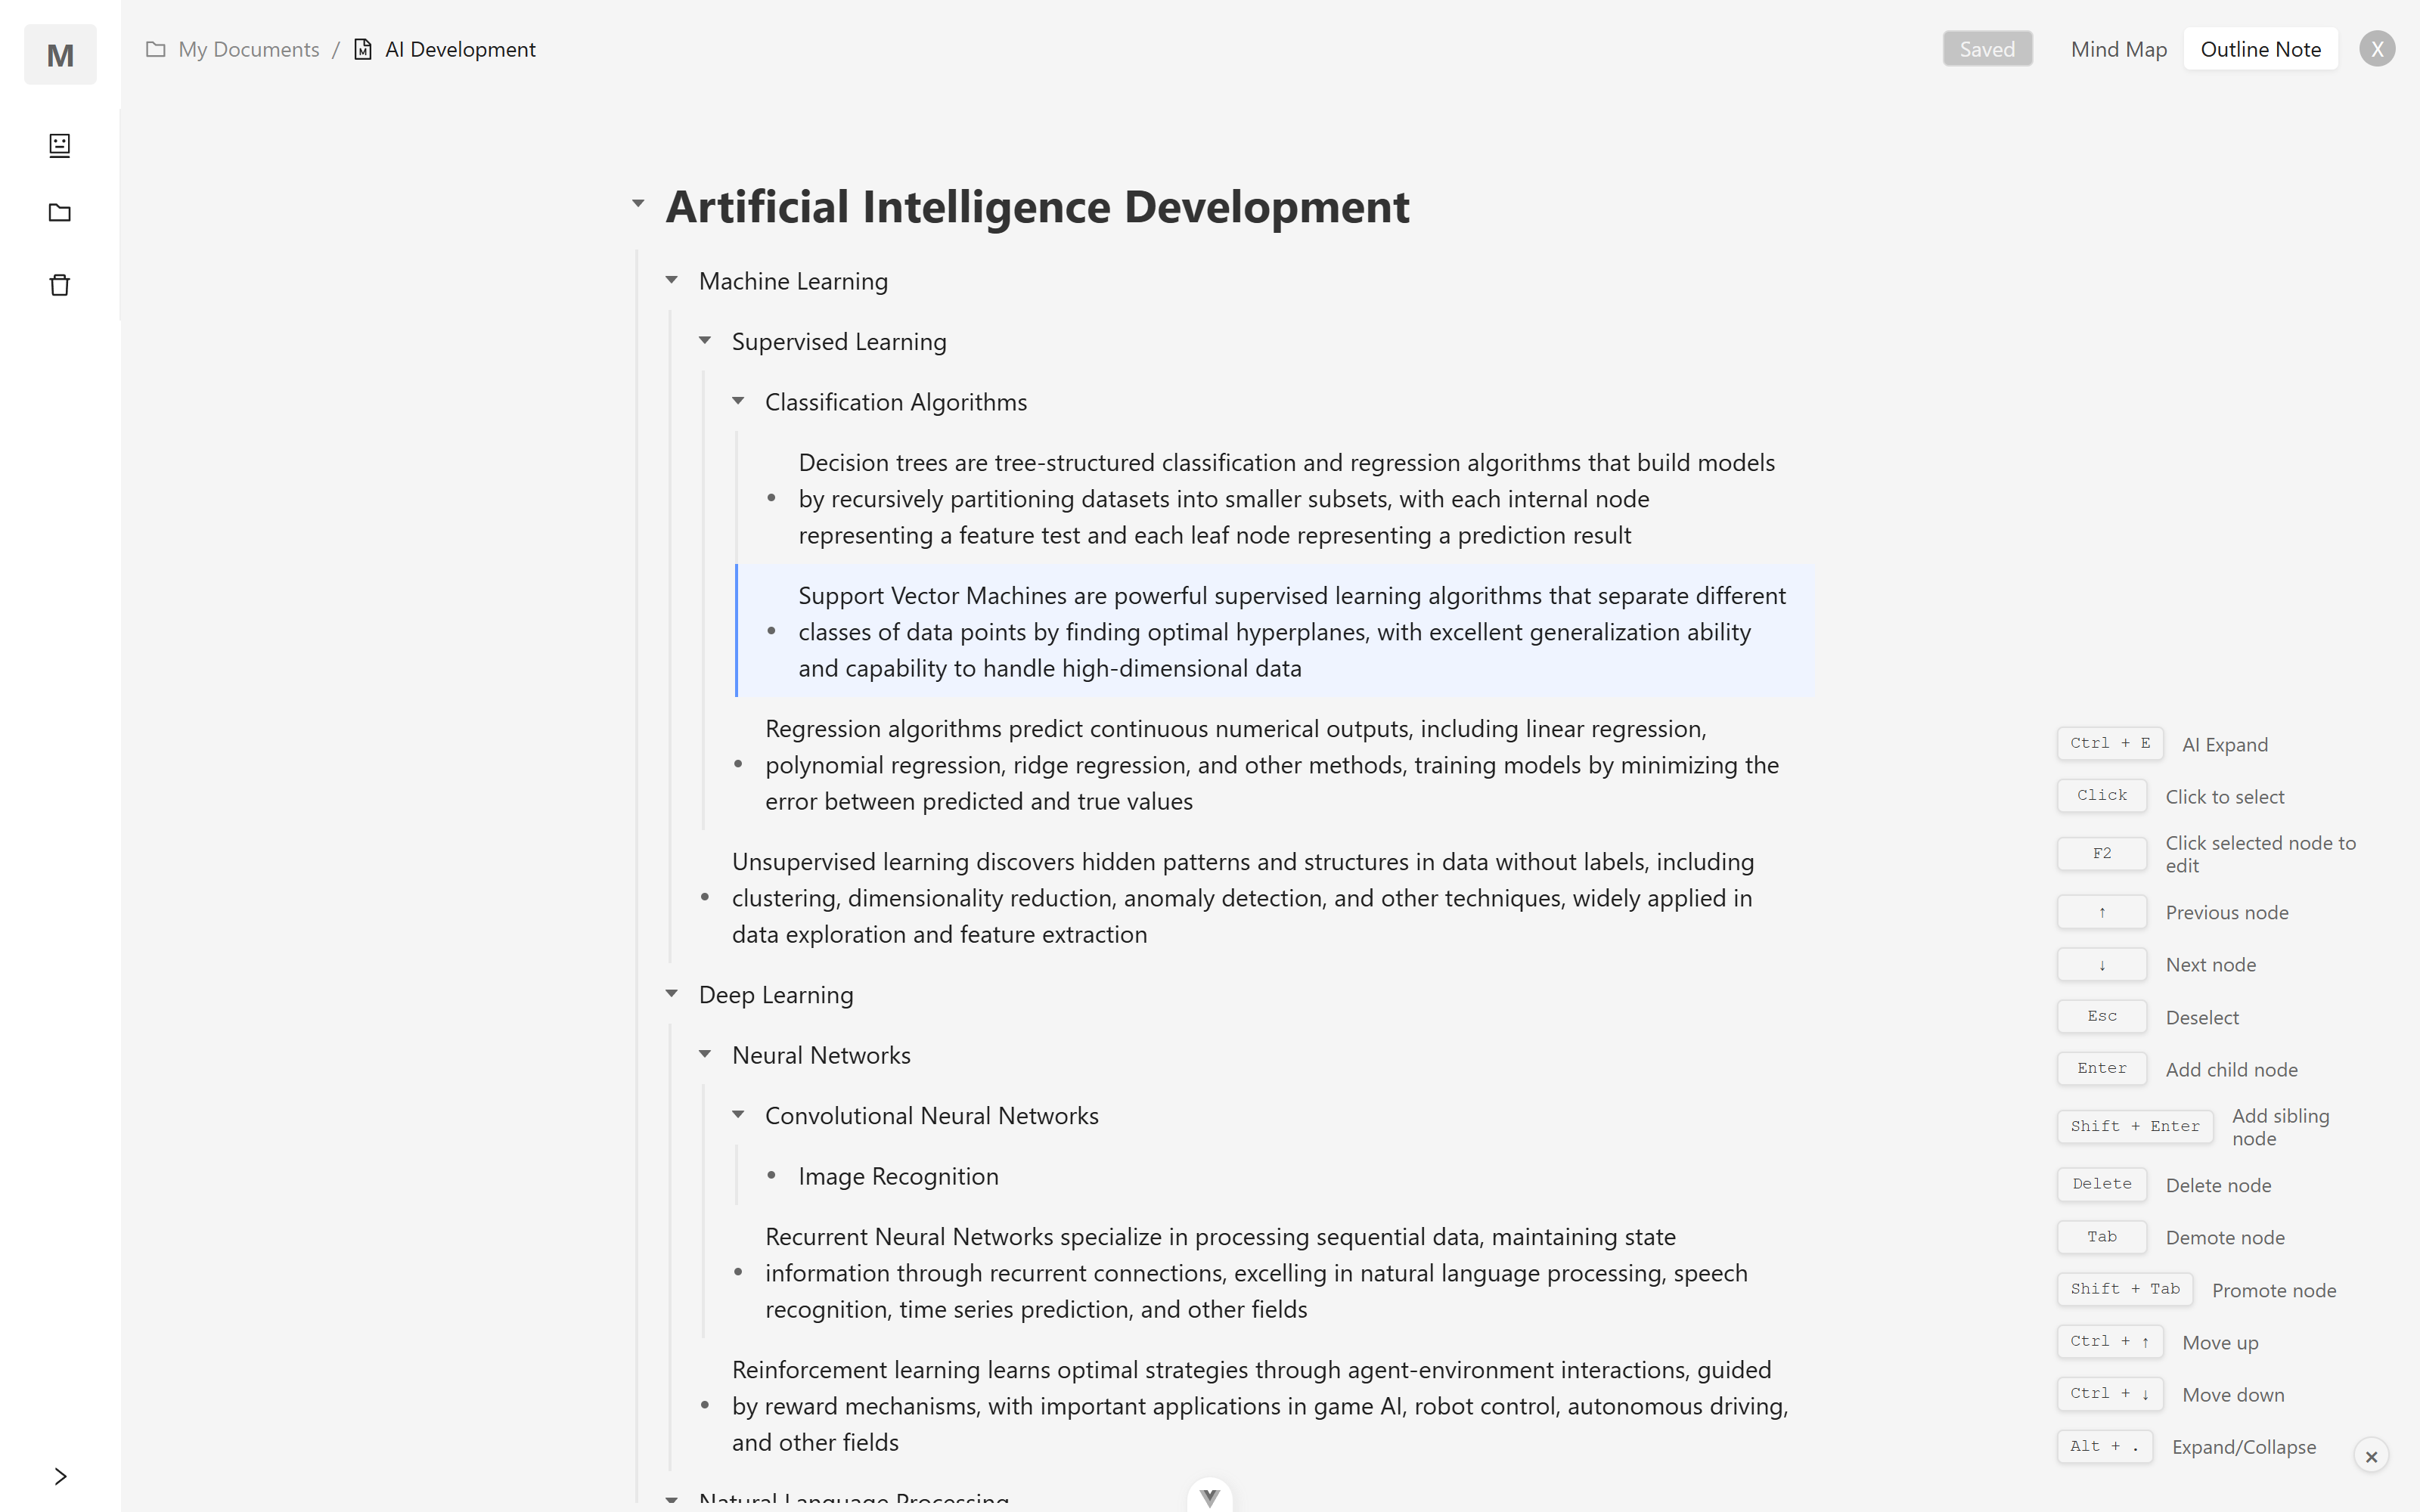 M
My Documents / AI Development
Saved
Mind Map
Outline Note
X
Artificial Intelligence Development
Machine Learning
Supervised Learning
Classification Algorithms
Decision trees are tree-structured classification and regression algorithms that build models
by recursively partitioning datasets into smaller subsets, with each internal node
representing a feature test and each leaf node representing a prediction result
Support Vector Machines are powerful supervised learning algorithms that separate different
classes of data points by finding optimal hyperplanes, with excellent generalization ability
and capability to handle high-dimensional data
Regression algorithms predict continuous numerical outputs, including linear regression,
polynomial regression, ridge regression, and other methods, training models by minimizing the
error between predicted and true values
Unsupervised learning discovers hidden patterns and structures in data without labels, including
clustering, dimensionality reduction, anomaly detection, and other techniques, widely applied in
data exploration and feature extraction
Deep Learning
Neural Networks
Convolutional Neural Networks
Image Recognition
Recurrent Neural Networks specialize in processing sequential data, maintaining state
information through recurrent connections, excelling in natural language processing, speech
recognition, time series prediction, and other fields
Reinforcement learning learns optimal strategies through agent-environment interactions, guided
by reward mechanisms, with important applications in game AI, robot control, autonomous driving,
and other fields
Natural Language Processing
Ctrl + E AI Expand
Click Click to select
F2 Click selected node to
edit
↑ Previous node
↓ Next node
Esc Deselect
Enter Add child node
Shift + Enter Add sibling
node
Delete Delete node
Tab Demote node
Shift + Tab Promote node
Ctrl + ↑ Move up
Ctrl + ↓ Move down
Alt + . Expand/Collapse